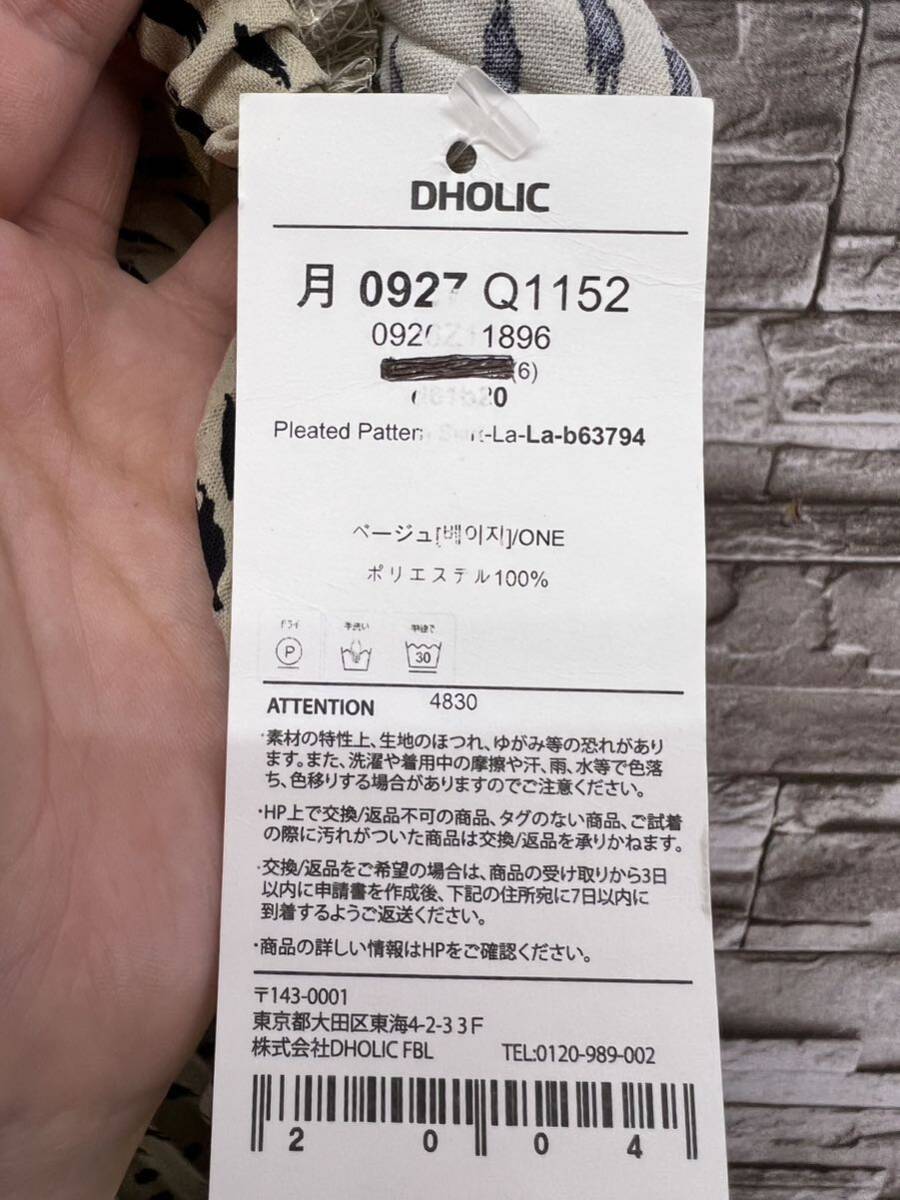 DHOLIC
月 0927 Q1152
1896
(6)
Pleated Pattern -La-La-b63794
ベージュ[베이지]/ONE
ポリエステル100%
ドライ 手洗い 中性で
P 30
ATTENTION 4830
・素材の特性上、生地のほつれ、ゆがみ等の恐れがあり
ます。また、洗濯や着用中の摩擦や汗、雨、水等で色落
ち、色移りする場合がありますのでご注意ください。
・HP上で交換/返品不可の商品、タグのない商品、ご試着
の際に汚れがついた商品は交換/返品を承りかねます。
・交換/返品をご希望の場合は、商品の受け取りから3日
以内に申請書を作成後、下記の住所宛に7日以内に
到着するようご返送ください。
・商品の詳しい情報はHPをご確認ください。
〒143-0001
東京都大田区東海4-2-3 3F
株式会社DHOLIC FBL TEL:0120-989-002
2 0 0 4